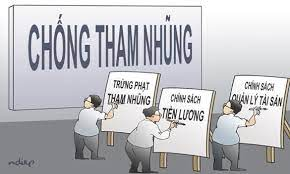 CHỐNG THAM NHŨNG
TRỪNG PHẠT
THAM NHŨNG
CHÍNH SÁCH
TIỀN LƯƠNG
CHÍNH SÁCH
QUẢN LÝ TÀI SẢN